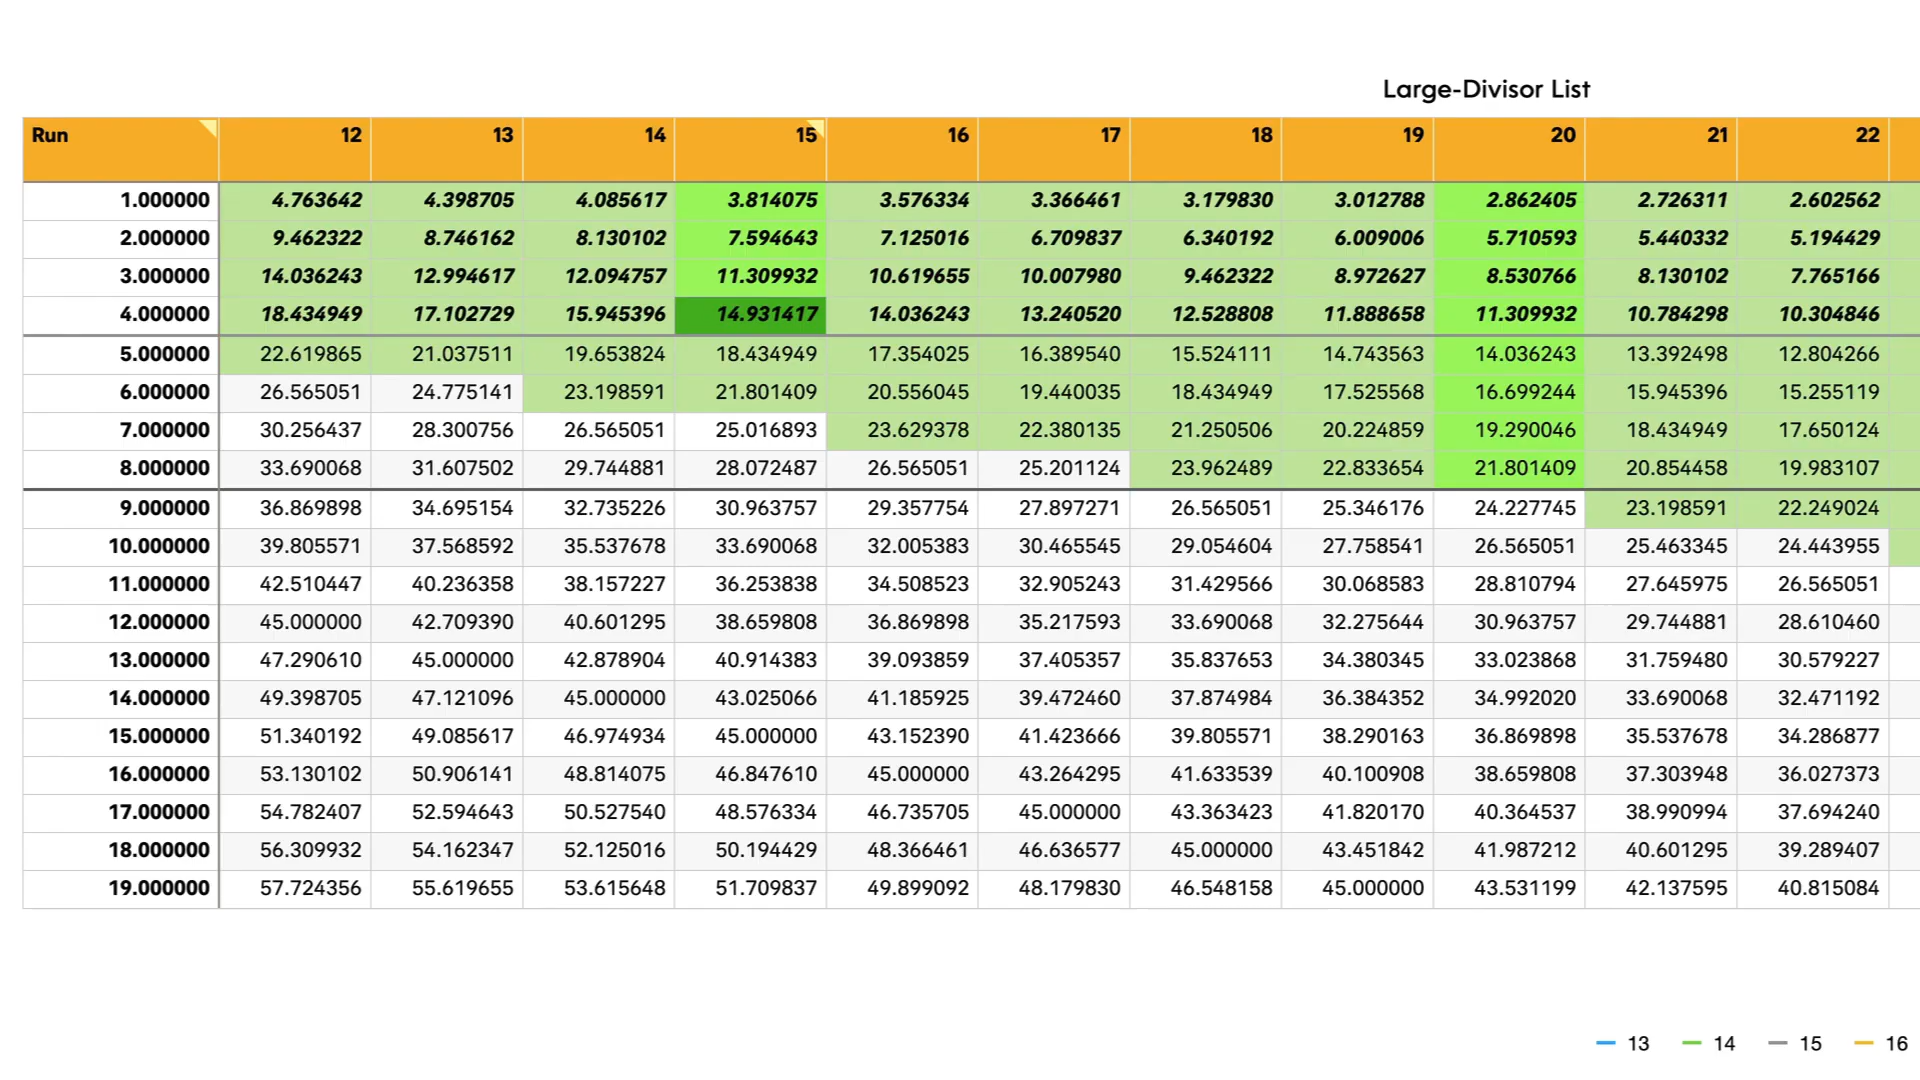 Large-Divisor List
Run 12 13 14 15 16 17 18 19 20 21 22
1.000000 4.763642 4.398705 4.085617 3.814075 3.576334 3.366461 3.179830 3.012788 2.862405 2.726311 2.602562
2.000000 9.462322 8.746162 8.130102 7.594643 7.125016 6.709837 6.340192 6.009006 5.710593 5.440332 5.194429
3.000000 14.036243 12.994617 12.094757 11.309932 10.619655 10.007980 9.462322 8.972627 8.530766 8.130102 7.765166
4.000000 18.434949 17.102729 15.945396 14.931417 14.036243 13.240520 12.528808 11.888658 11.309932 10.784298 10.304846
5.000000 22.619865 21.037511 19.653824 18.434949 17.354025 16.389540 15.524111 14.743563 14.036243 13.392498 12.804266
6.000000 26.565051 24.775141 23.198591 21.801409 20.556045 19.440035 18.434949 17.525568 16.699244 15.945396 15.255119
7.000000 30.256437 28.300756 26.565051 25.016893 23.629378 22.380135 21.250506 20.224859 19.290046 18.434949 17.650124
8.000000 33.690068 31.607502 29.744881 28.072487 26.565051 25.201124 23.962489 22.833654 21.801409 20.854458 19.983107
9.000000 36.869898 34.695154 32.735226 30.963757 29.357754 27.897271 26.565051 25.346176 24.227745 23.198591 22.249024
10.000000 39.805571 37.568592 35.537678 33.690068 32.005383 30.465545 29.054604 27.758541 26.565051 25.463345 24.443955
11.000000 42.510447 40.236358 38.157227 36.253838 34.508523 32.905243 31.429566 30.068583 28.810794 27.645975 26.565051
12.000000 45.000000 42.709390 40.601295 38.659808 36.869898 35.217593 33.690068 32.275644 30.963757 29.744881 28.610460
13.000000 47.290610 45.000000 42.878904 40.914383 39.093859 37.405357 35.837653 34.380345 33.023868 31.759480 30.579227
14.000000 49.398705 47.121096 45.000000 43.025066 41.185925 39.472460 37.874984 36.384352 34.992020 33.690068 32.471192
15.000000 51.340192 49.085617 46.974934 45.000000 43.152390 41.423666 39.805571 38.290163 36.869898 35.537678 34.286877
16.000000 53.130102 50.906141 48.814075 46.847610 45.000000 43.264295 41.633539 40.100908 38.659808 37.303948 36.027373
17.000000 54.782407 52.594643 50.527540 48.576334 46.735705 45.000000 43.363423 41.820170 40.364537 38.990994 37.694240
18.000000 56.309932 54.162347 52.125016 50.194429 48.366461 46.636577 45.000000 43.451842 41.987212 40.601295 39.289407
19.000000 57.724356 55.619655 53.615648 51.709837 49.899092 48.179830 46.548158 45.000000 43.531199 42.137595 40.815084
13 14 15 16